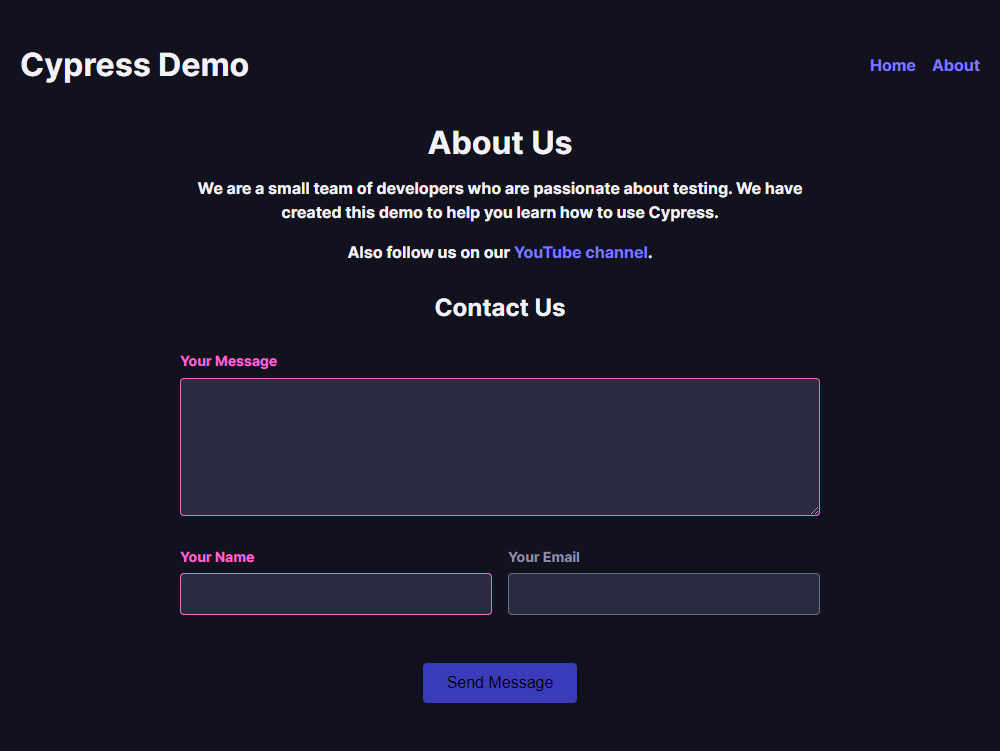 Cypress Demo
Home About
About Us
We are a small team of developers who are passionate about testing. We have
created this demo to help you learn how to use Cypress.
Also follow us on our YouTube channel.
Contact Us
Your Message
Your Name Your Email
Send Message